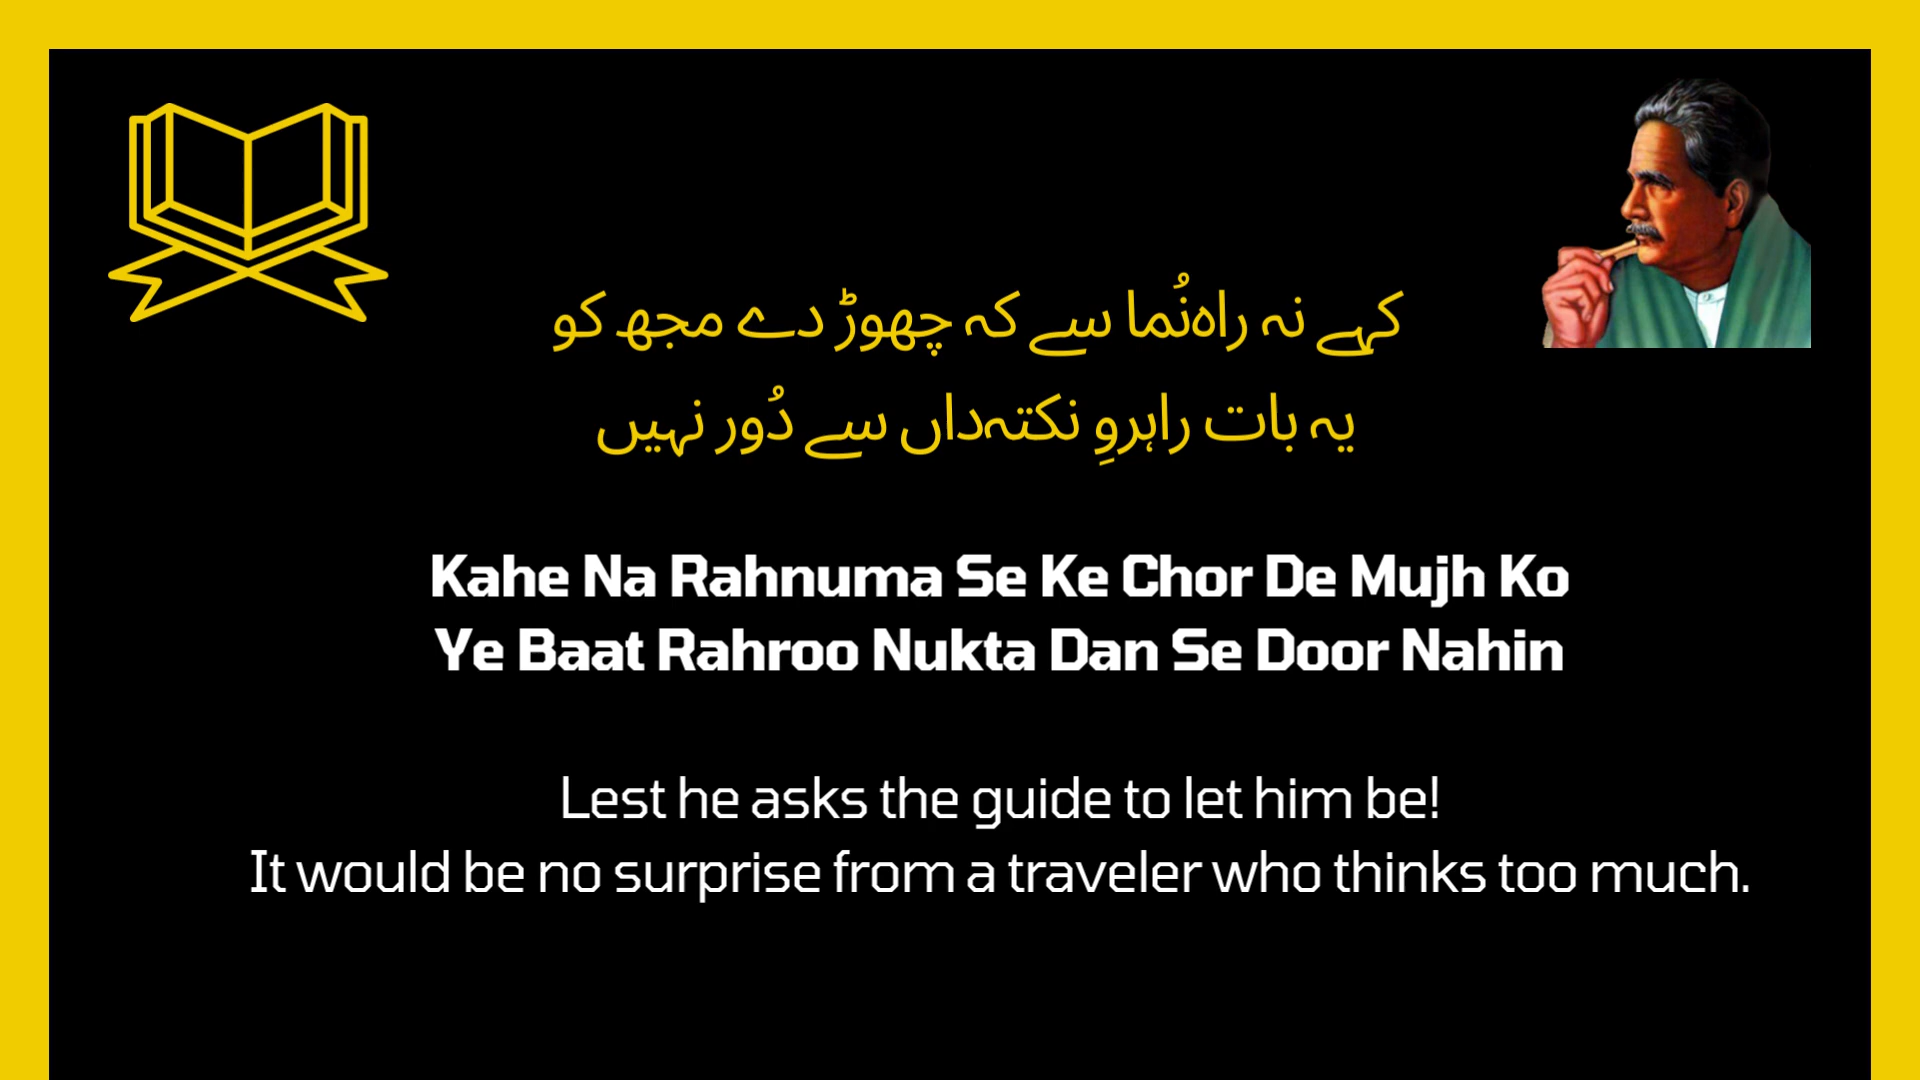 کہے نہ راہ‌نُما سے کہ چھوڑ دے مجھ کو
یہ بات راہروِ نکتہ‌داں سے دُور نہیں
Kahe Na Rahnuma Se Ke Chor De Mujh Ko
Ye Baat Rahroo Nukta Dan Se Door Nahin
Lest he asks the guide to let him be!
It would be no surprise from a traveler who thinks too much.